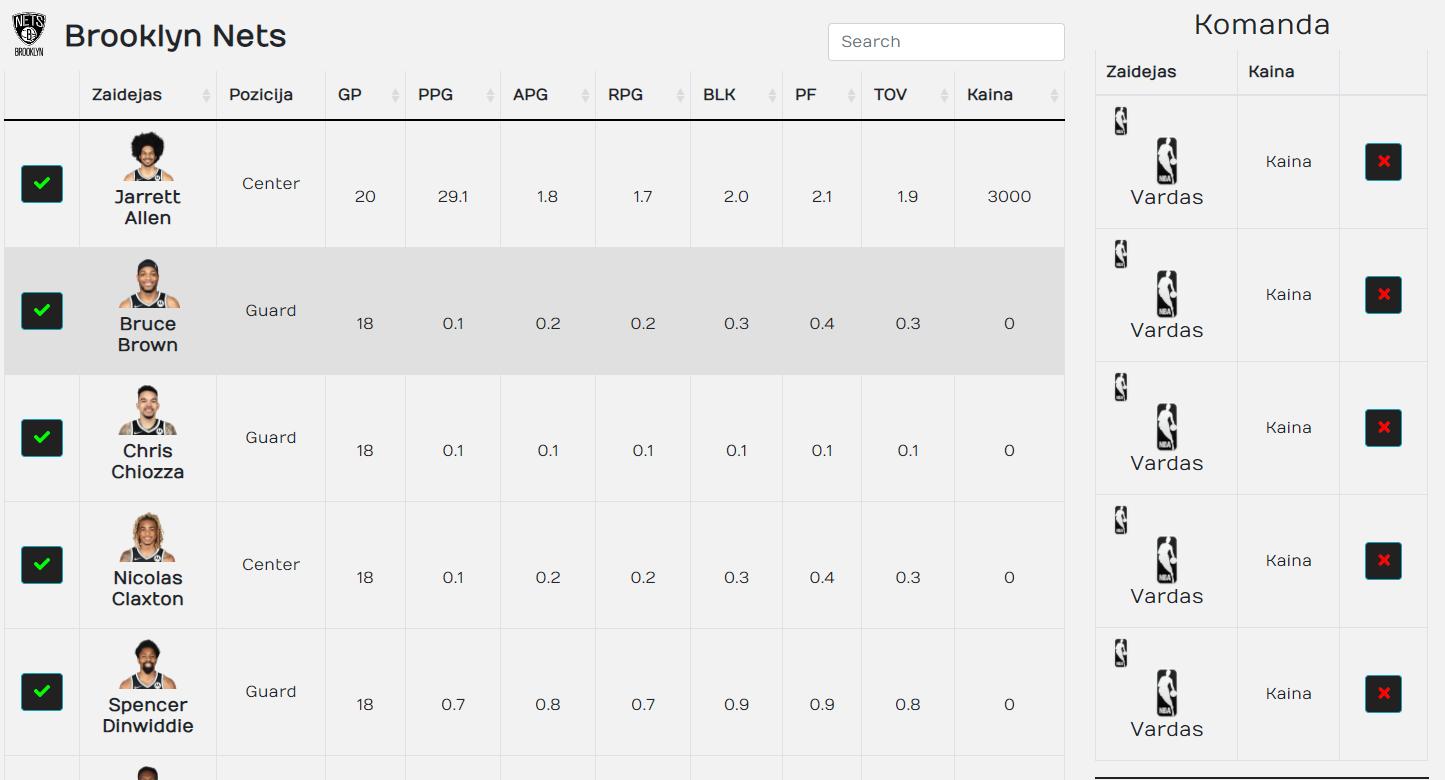 NETS
BROOKLYN
Brooklyn Nets
Search
Zaidejas Pozicija GP PPG APG RPG BLK PF TOV Kaina
Jarrett
Allen
Center 20 29.1 1.8 1.7 2.0 2.1 1.9 3000
Bruce
Brown
Guard 18 0.1 0.2 0.2 0.3 0.4 0.3 0
Chris
Chiozza
Guard 18 0.1 0.1 0.1 0.1 0.1 0.1 0
Nicolas
Claxton
Center 18 0.1 0.2 0.2 0.3 0.4 0.3 0
Spencer
Dinwiddie
Guard 18 0.7 0.8 0.7 0.9 0.9 0.8 0
Komanda
Zaidejas Kaina
NBA
NBA
Vardas Kaina
NBA
NBA
Vardas Kaina
NBA
NBA
Vardas Kaina
NBA
NBA
Vardas Kaina
NBA
NBA
Vardas Kaina